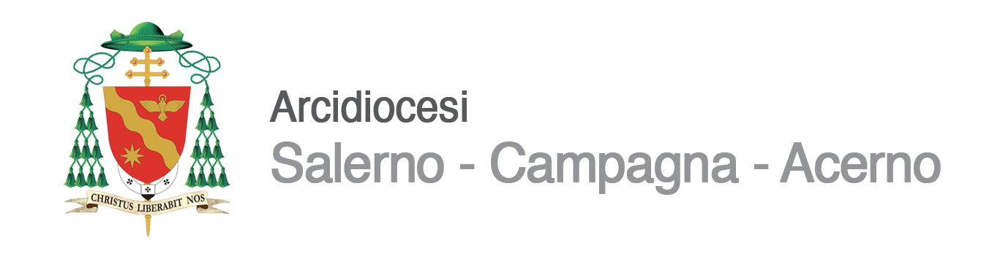 Arcidiocesi
Salerno - Campagna - Acerno
CHRISTUS LIBERABIT NOS